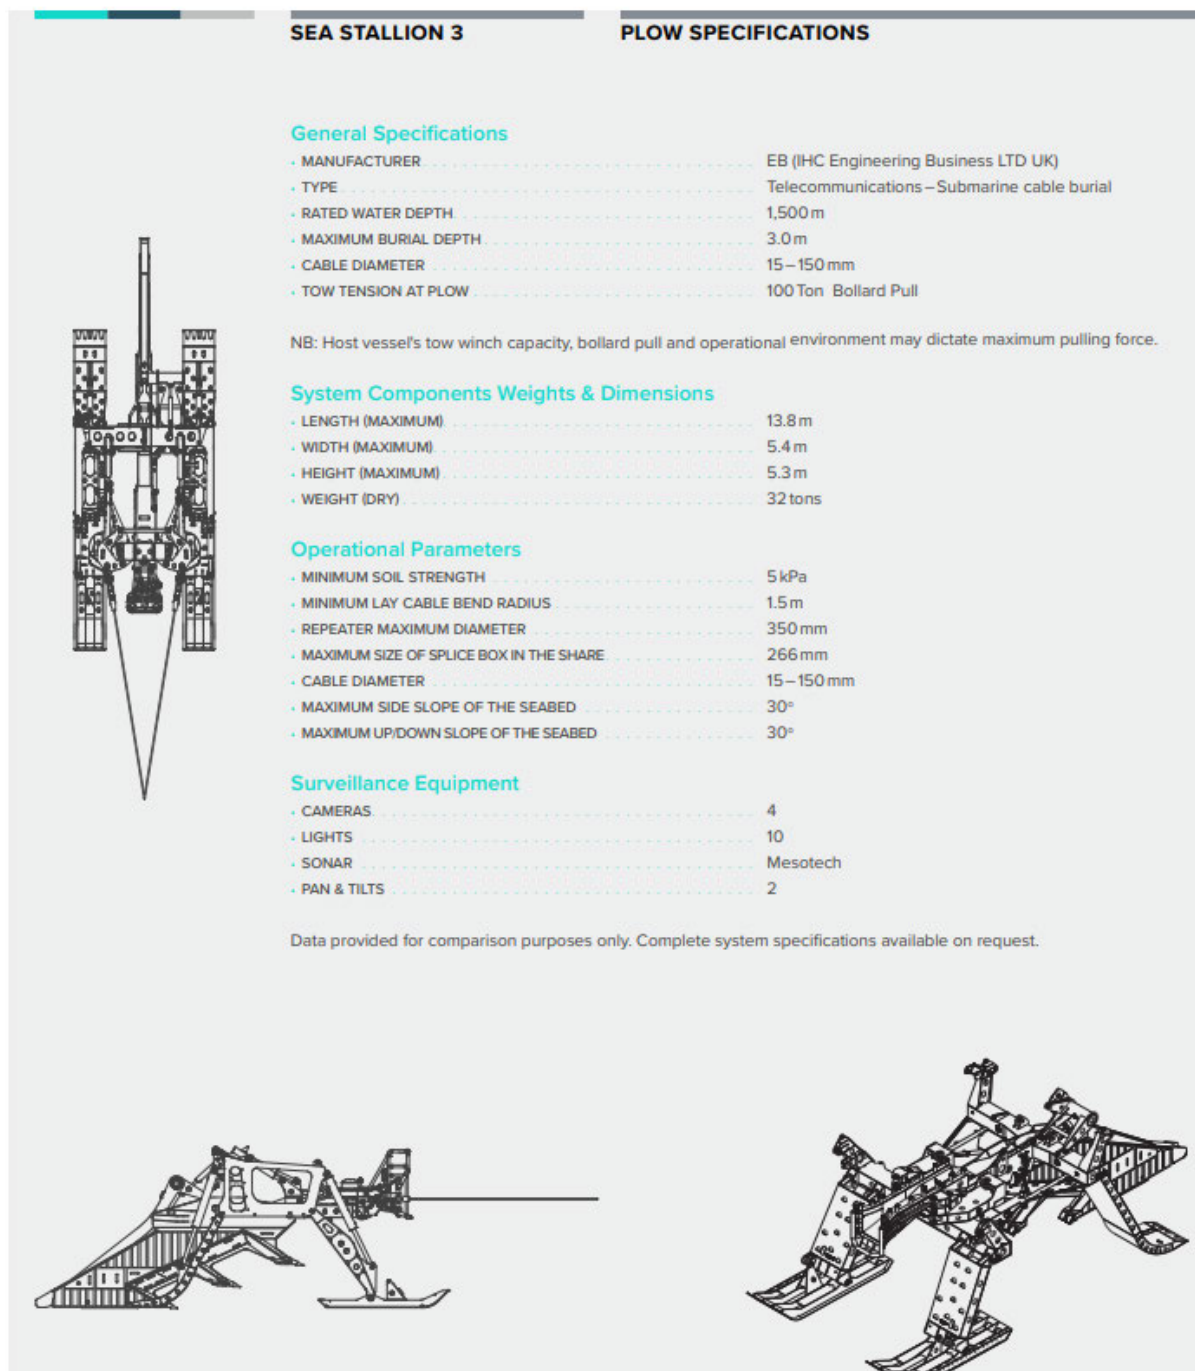 SEA STALLION 3
PLOW SPECIFICATIONS
General Specifications
• MANUFACTURER EB (IHC Engineering Business LTD UK)
• TYPE Telecommunications – Submarine cable burial
• RATED WATER DEPTH 1,500 m
• MAXIMUM BURIAL DEPTH 3.0 m
• CABLE DIAMETER 15 – 150 mm
• TOW TENSION AT PLOW 100 Ton Bollard Pull
NB: Host vessel's tow winch capacity, bollard pull and operational environment may dictate maximum pulling force.
System Components Weights & Dimensions
• LENGTH (MAXIMUM) 13.8 m
• WIDTH (MAXIMUM) 5.4 m
• HEIGHT (MAXIMUM) 5.3 m
• WEIGHT (DRY) 32 tons
Operational Parameters
• MINIMUM SOIL STRENGTH 5 kPa
• MINIMUM LAY CABLE BEND RADIUS 1.5 m
• REPEATER MAXIMUM DIAMETER 350 mm
• MAXIMUM SIZE OF SPLICE BOX IN THE SHARE 266 mm
• CABLE DIAMETER 15 – 150 mm
• MAXIMUM SIDE SLOPE OF THE SEABED 30°
• MAXIMUM UP/DOWN SLOPE OF THE SEABED 30°
Surveillance Equipment
• CAMERAS 4
• LIGHTS 10
• SONAR Mesotech
• PAN & TILTS 2
Data provided for comparison purposes only. Complete system specifications available on request.